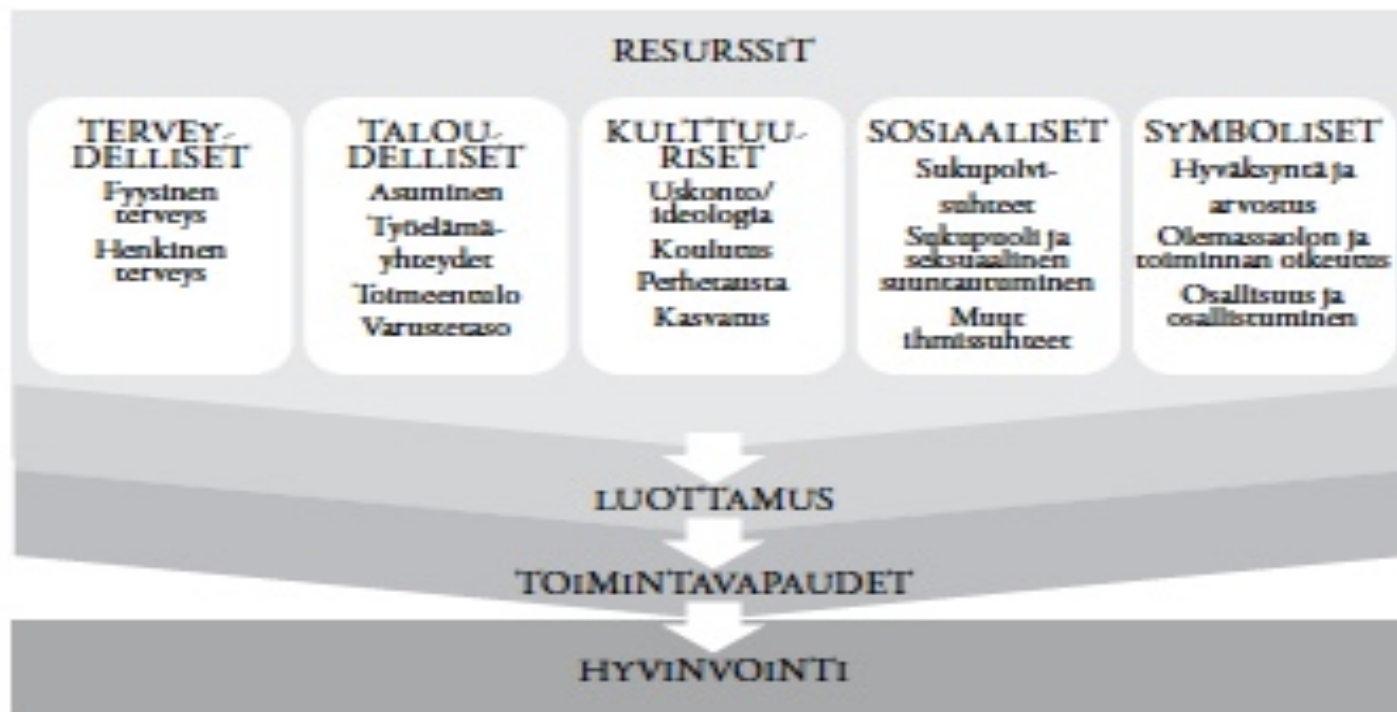 RESURSSIT
TERVEY-
DELLISET
Fyysinen
terveys
Henkinen
terveys
TALOU-
DELLISET
Asuminen
Työelämä-
yhteydet
Toimeentulo
Varustetaso
KULTTUU-
RISET
Uskonto/
ideologia
Koulutus
Perhetausta
Kasvatus
SOSIAALISET
Sukupolvi-
suhteet
Sukupuoli ja
seksuaalinen
suuntautuminen
Muut
ihmissuhteet
SYMBOLISET
Hyväksyntä ja
arvostus
Olemassaolon ja
toiminnan oikeutus
Osallisuus ja
osallistuminen
LUOTTAMUS
TOIMINTAVAPAUDET
HYVINVOINTI